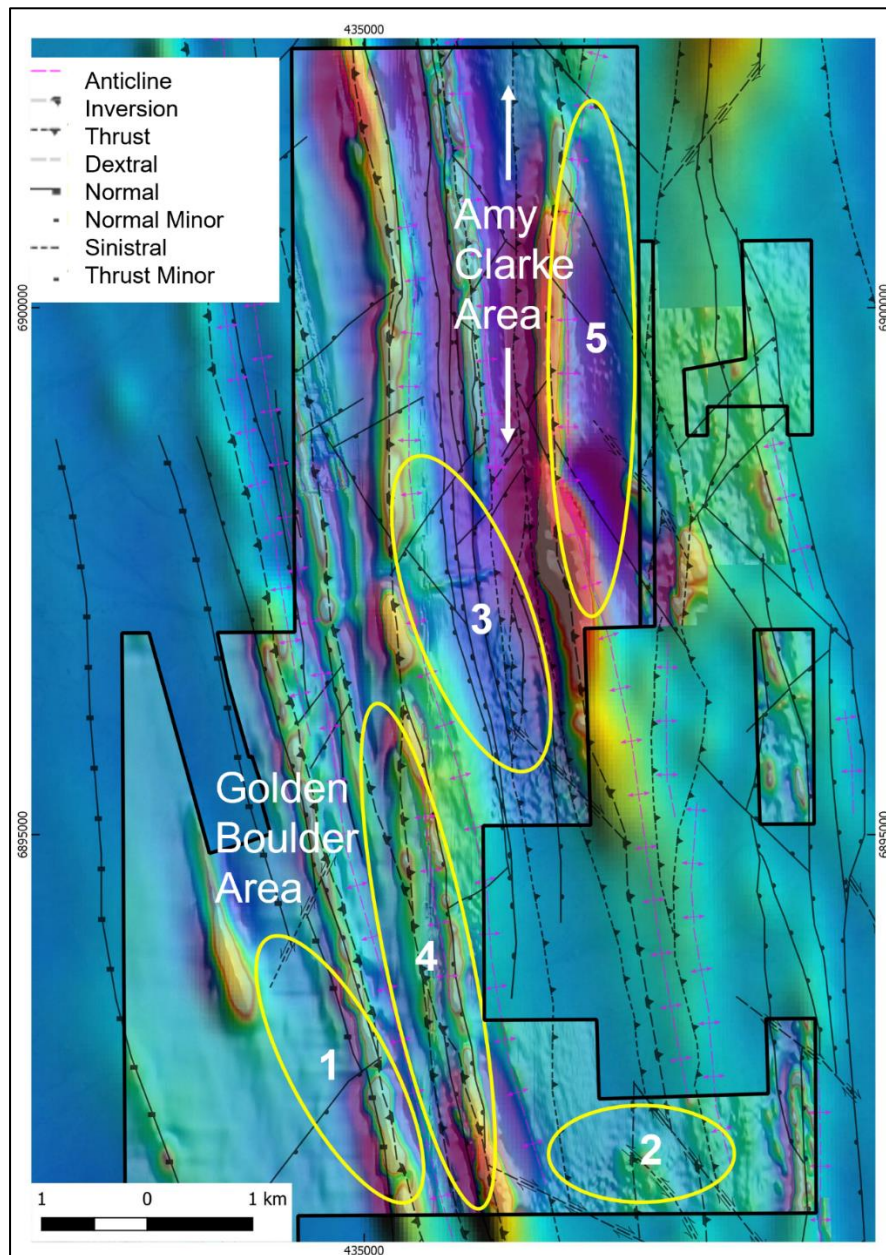 435000
Anticline
Inversion
Thrust
Dextral
Normal
Normal Minor
Sinistral
Thrust Minor
Amy
Clarke
Area
6900000
6900000
5
3
Golden
Boulder
Area
6895000
6895000
4
1
2
1 0 1 km
435000